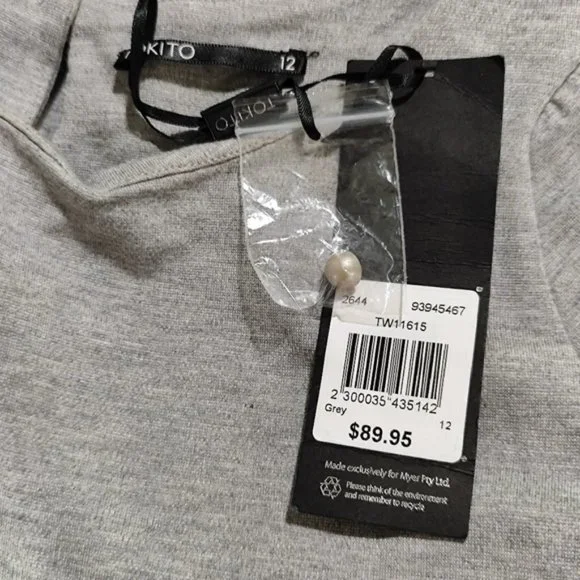 OKITO
12
TOKITO
2644 93945467
TW11615
2 300035 435142
Grey 12
$89.95
Made exclusively for Myer Pty Ltd.
Please think of the environment
and remember to recycle